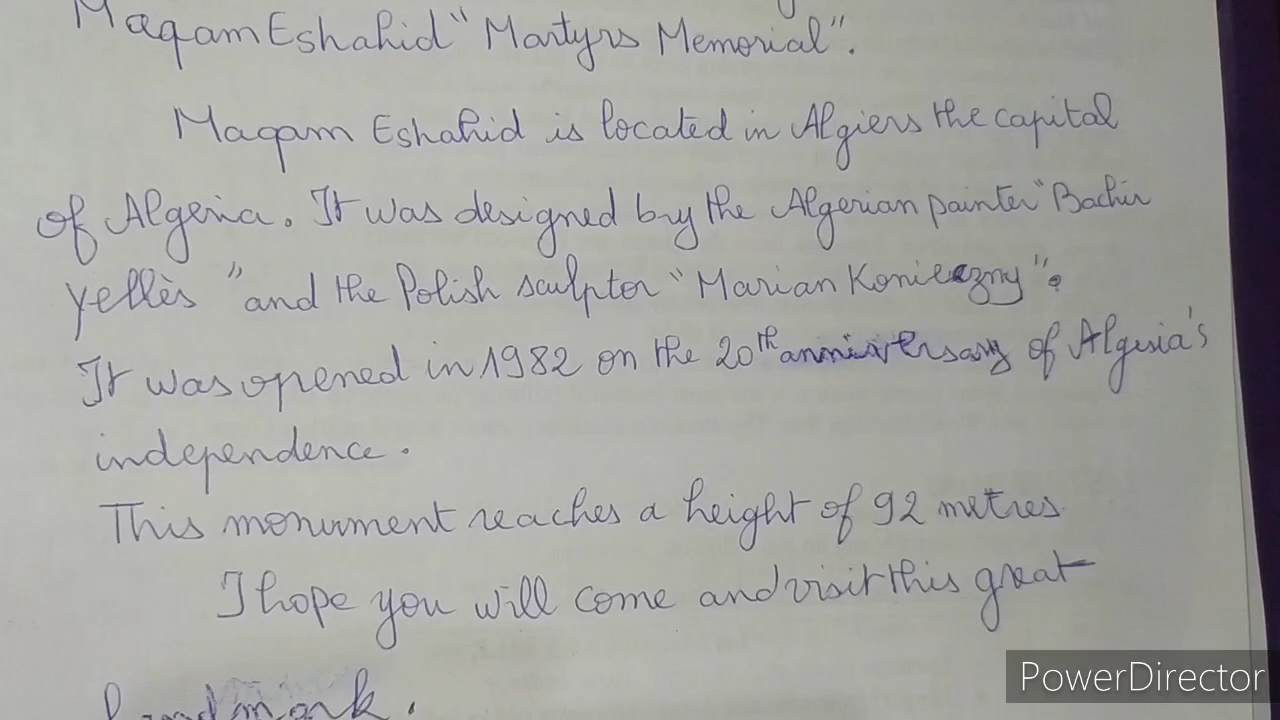 Maqam Eshahid "Martyrs Memorial".
Maqam Eshahid is located in Algiers the capital
of Algeria. It was designed by the Algerian painter "Bachir
yellès" and the Polish sculptor "Marian Konieczny".
It was opened in 1982 on the 20th anniversary of Algeria's
independence.
This monument reaches a height of 92 metres
I hope you will come and visit this great
landmark.
PowerDirector